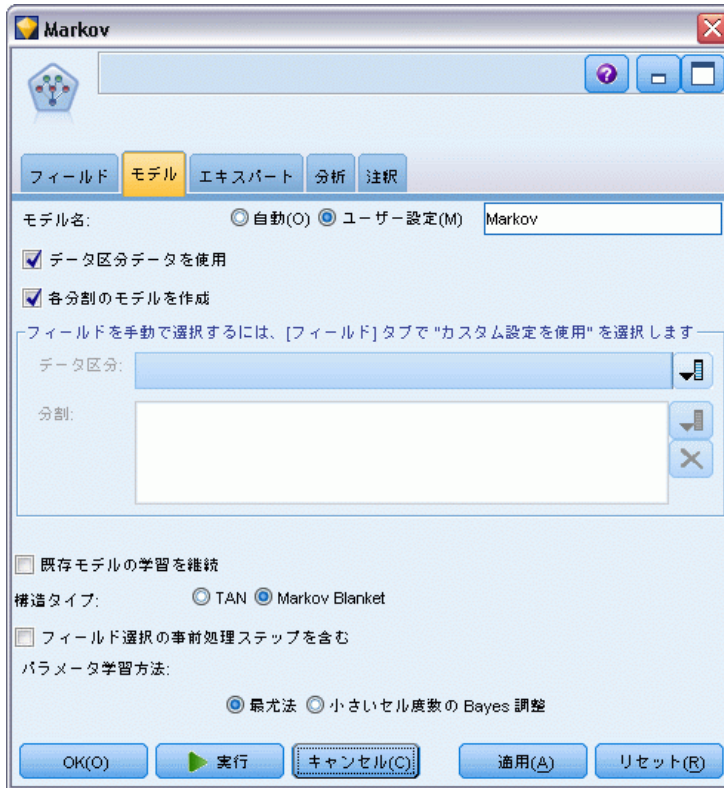 Markov
フィールド モデル エキスパート 分析 注釈
モデル名: 自動(O) ユーザー設定(M) Markov
データ区分データを使用
各分割のモデルを作成
フィールドを手動で選択するには、[フィールド] タブで "カスタム設定を使用" を選択します
データ区分:
分割:
既存モデルの学習を継続
構造タイプ: TAN Markov Blanket
フィールド選択の事前処理ステップを含む
パラメータ学習方法:
最尤法 小さいセル度数の Bayes 調整
OK(O) 実行 キャンセル(C) 適用(A) リセット(R)